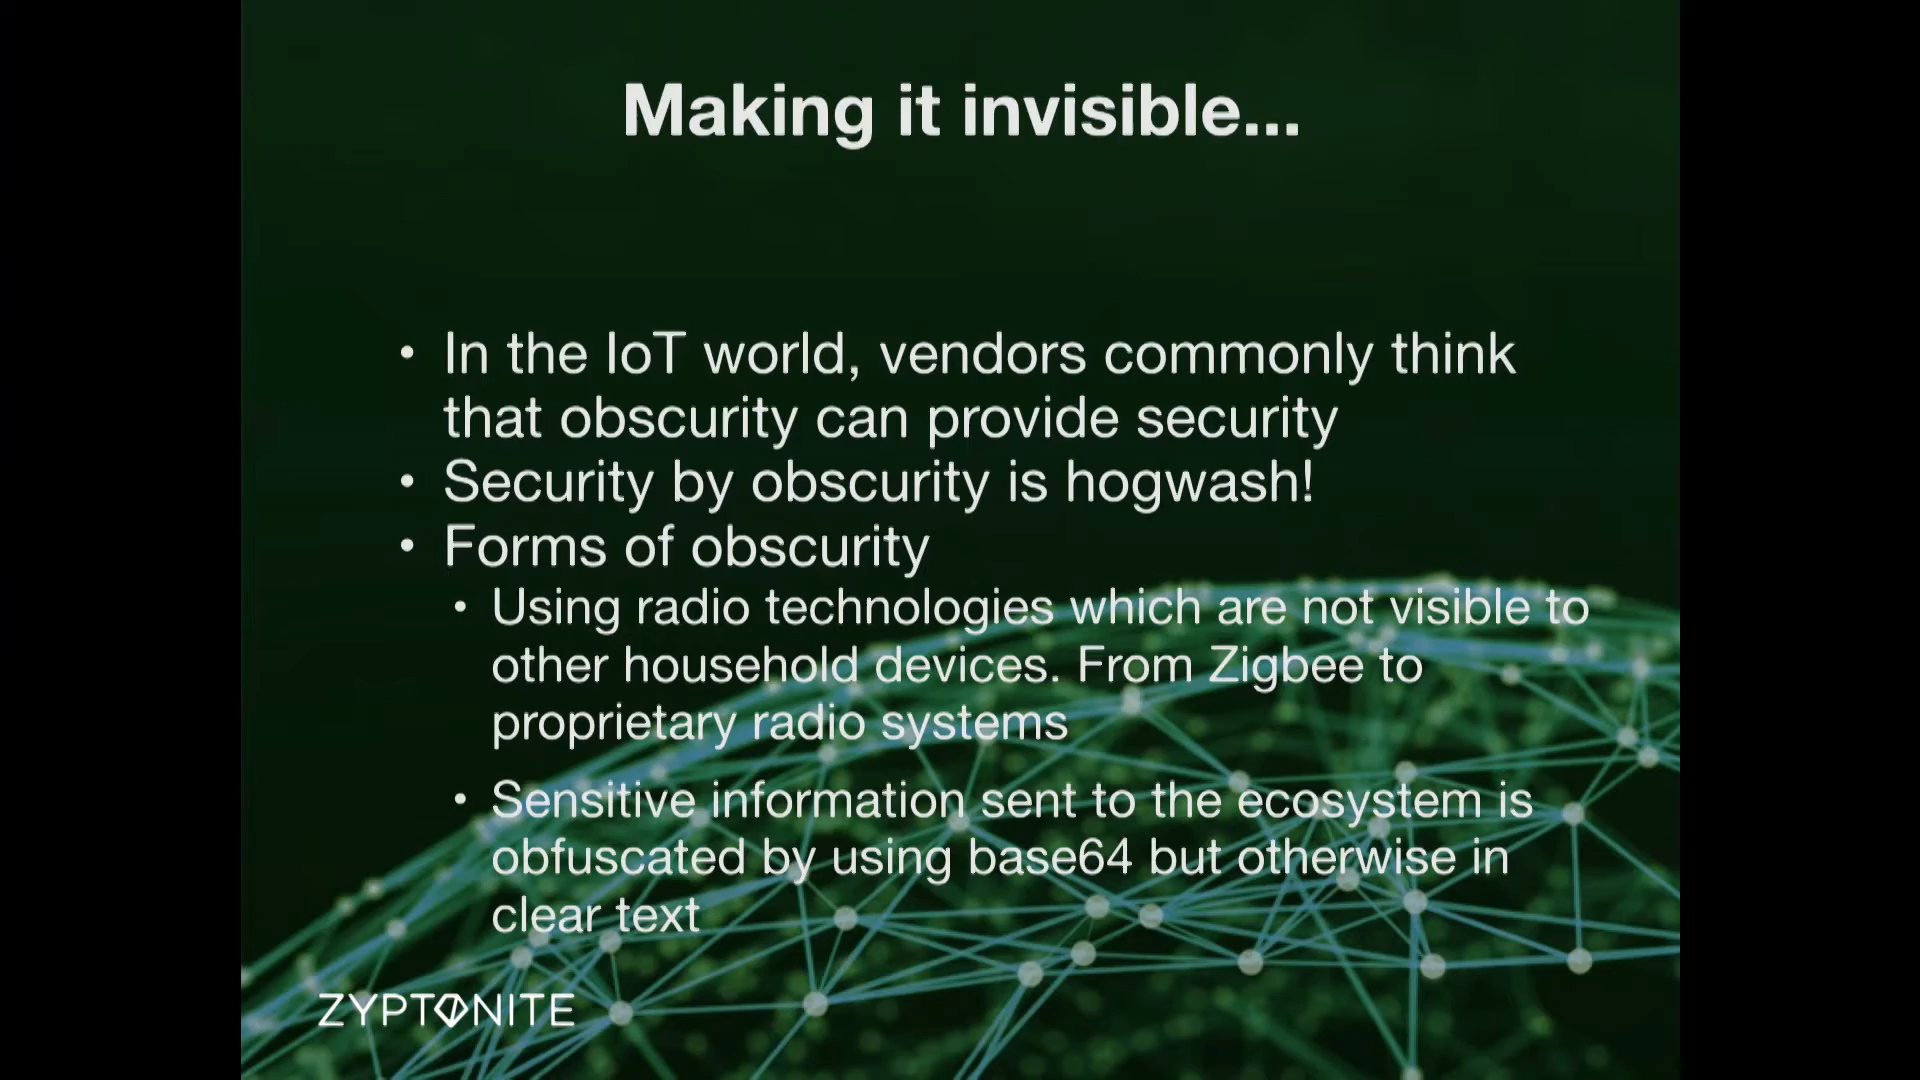 Making it invisible...
• In the IoT world, vendors commonly think
that obscurity can provide security
• Security by obscurity is hogwash!
• Forms of obscurity
• Using radio technologies which are not visible to
other household devices. From Zigbee to
proprietary radio systems
• Sensitive information sent to the ecosystem is
obfuscated by using base64 but otherwise in
clear text
ZYPTONITE